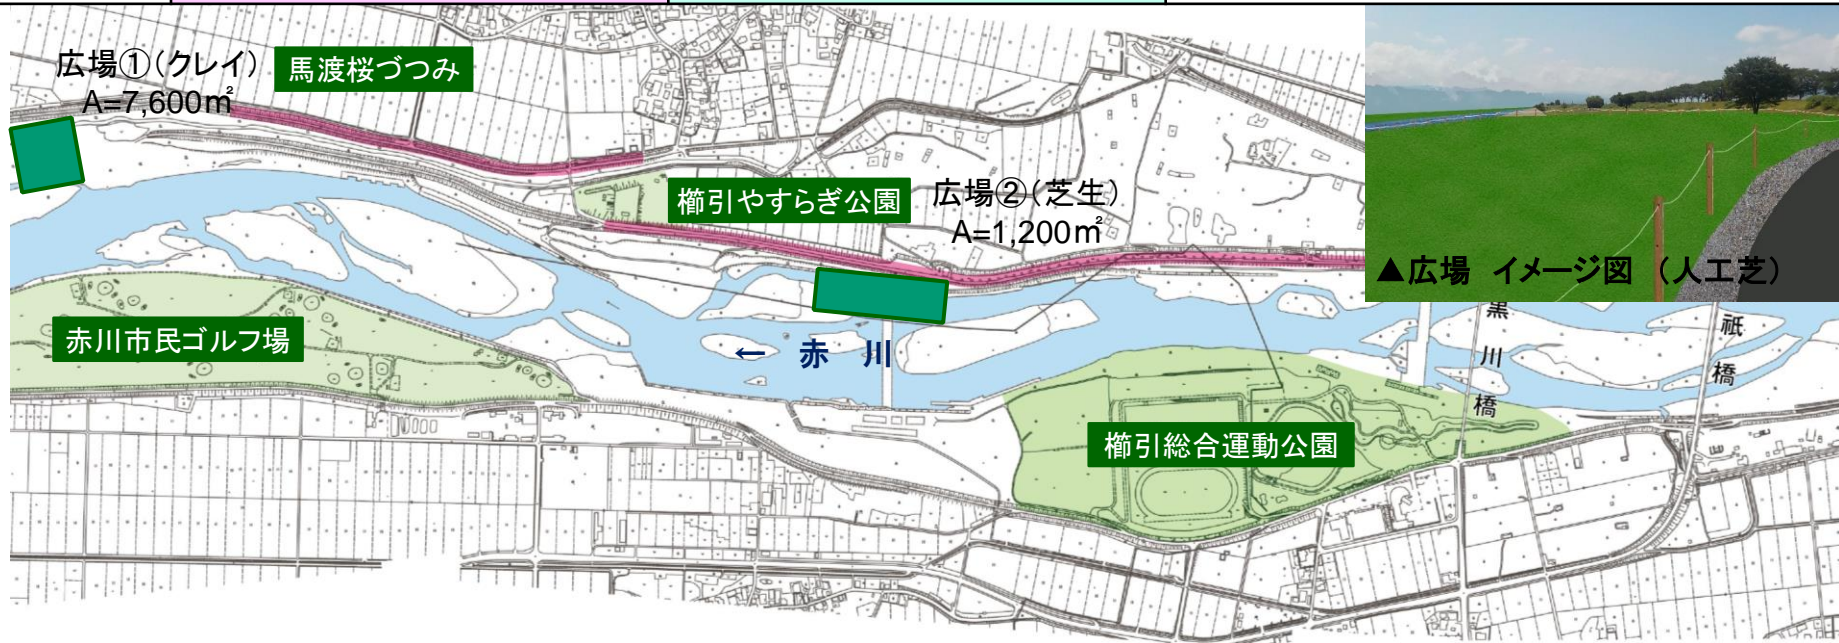 広場①(クレイ)
A=7,600㎡
馬渡桜づつみ
櫛引やすらぎ公園
広場②(芝生)
A=1,200㎡
▲広場 イメージ図 (人工芝)
赤川市民ゴルフ場
← 赤 川
櫛引総合運動公園
黒川橋
祇橋